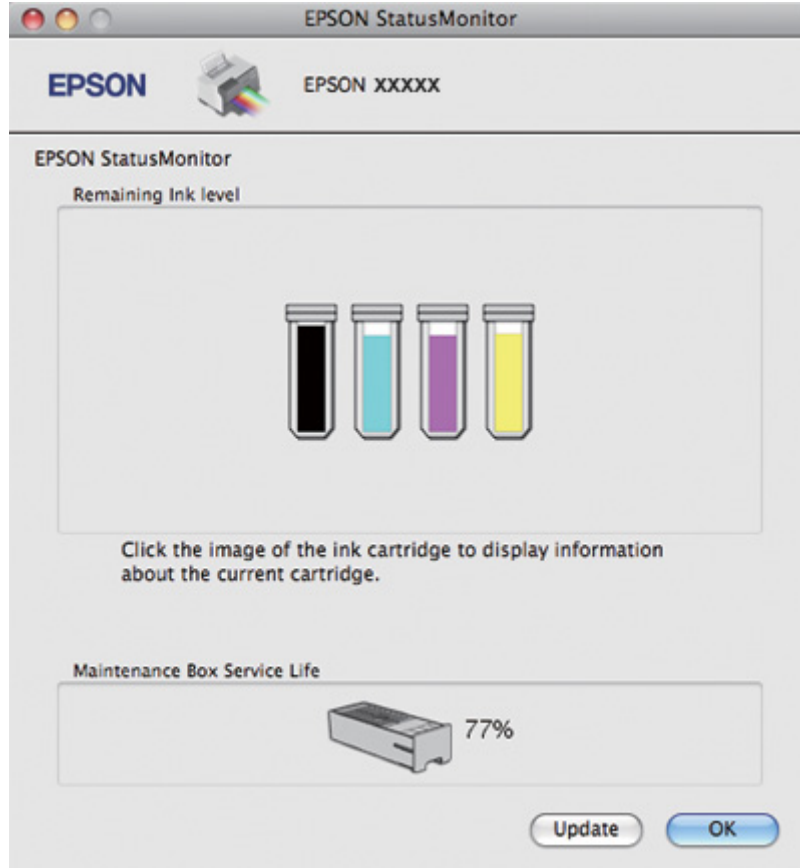 EPSON StatusMonitor
EPSON EPSON XXXXX
EPSON StatusMonitor
Remaining Ink level
Click the image of the ink cartridge to display information
about the current cartridge.
Maintenance Box Service Life
77%
Update OK